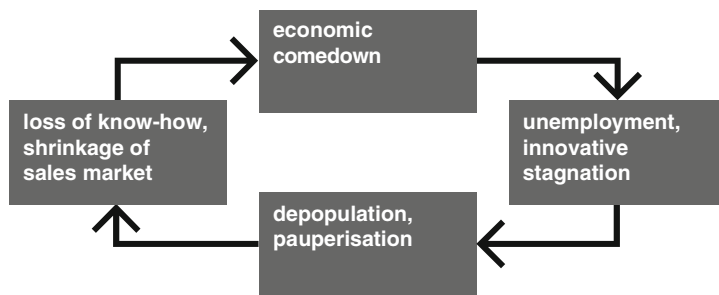 economic
comedown
unemployment,
innovative
stagnation
depopulation,
pauperisation
loss of know-how,
shrinkage of
sales market